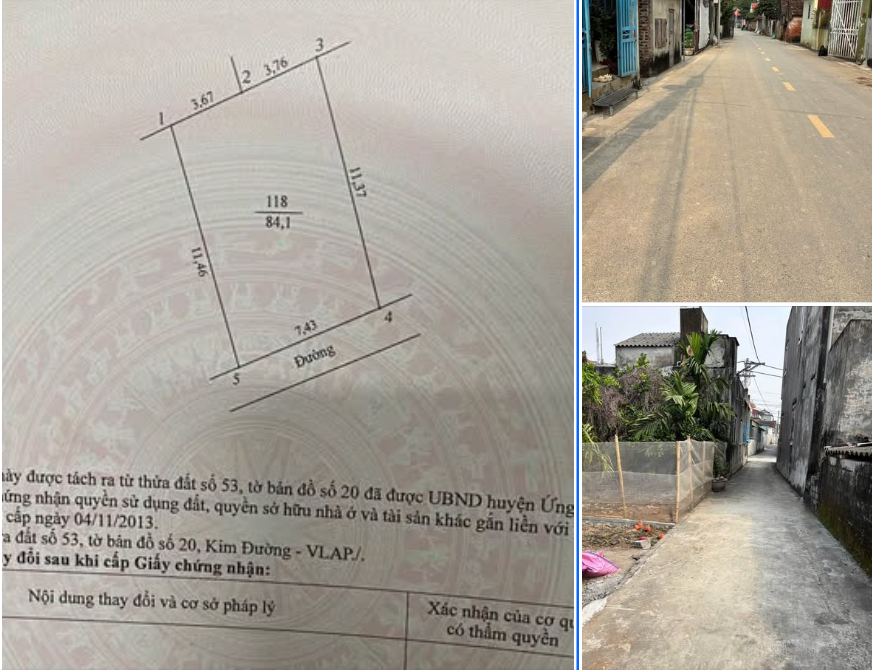 3
2
3,76
3,67
1
11,37
118
84,1
11,46
7,43
4
Đường
5
này được tách ra từ thửa đất số 53, tờ bản đồ số 20 đã được UBND huyện Ứng
ứng nhận quyền sử dụng đất, quyền sở hữu nhà ở và tài sản khác gắn liền với
cấp ngày 04/11/2013.
a đất số 53, tờ bản đồ số 20, Kim Đường - VLAP./.
y đổi sau khi cấp Giấy chứng nhận:
Nội dung thay đổi và cơ sở pháp lý
Xác nhận của cơ qu
có thẩm quyền